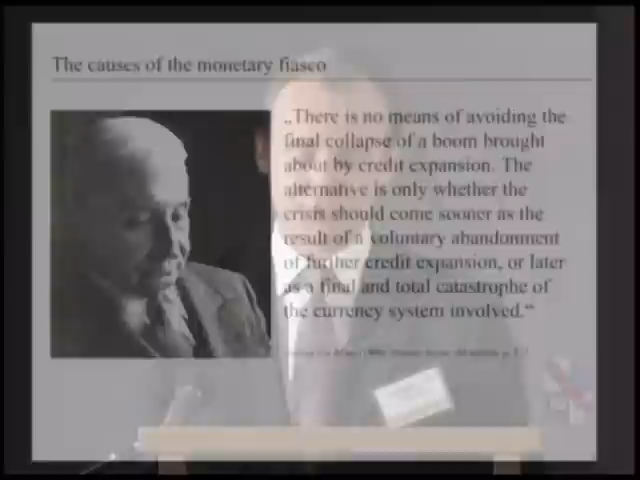 The causes of the monetary fiasco
„There is no means of avoiding the
final collapse of a boom brought
about by credit expansion. The
alternative is only whether the
crisis should come sooner as the
result of a voluntary abandonment
of further credit expansion, or later
as a final and total catastrophe of
the currency system involved.“